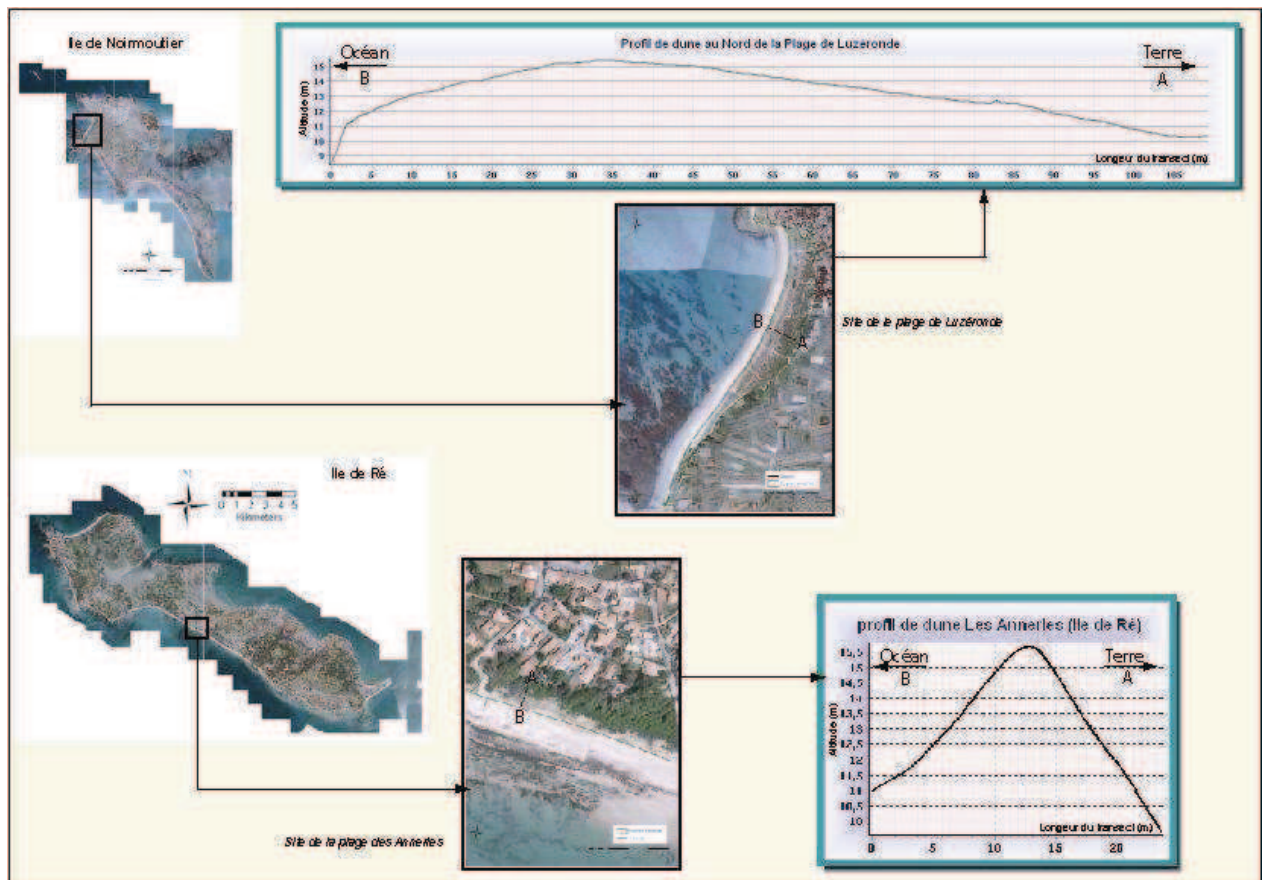 Ile de Noirmoutier
Profil de dune au Nord de la Plage de Luzeronde
Océan
B
Terre
A
Altitude (m)
16
15
14
13
12
11
10
9
Longeur du transect (m)
0 5 10 15 20 25 30 35 40 45 50 55 60 65 70 75 80 85 90 95 100 105
B
A
Site de la plage de Luzéronde
Ile de Ré
0 1 2 3 4 5
Kilometers
A
B
Site de la plage des Annerles
profil de dune Les Annerles (Ile de Ré)
Océan
B
Terre
A
Altitude (m)
15,5
15
14,5
14
13,5
13
12,5
12
11,5
11
10,5
10
Longeur du transect (m)
0 5 10 15 20